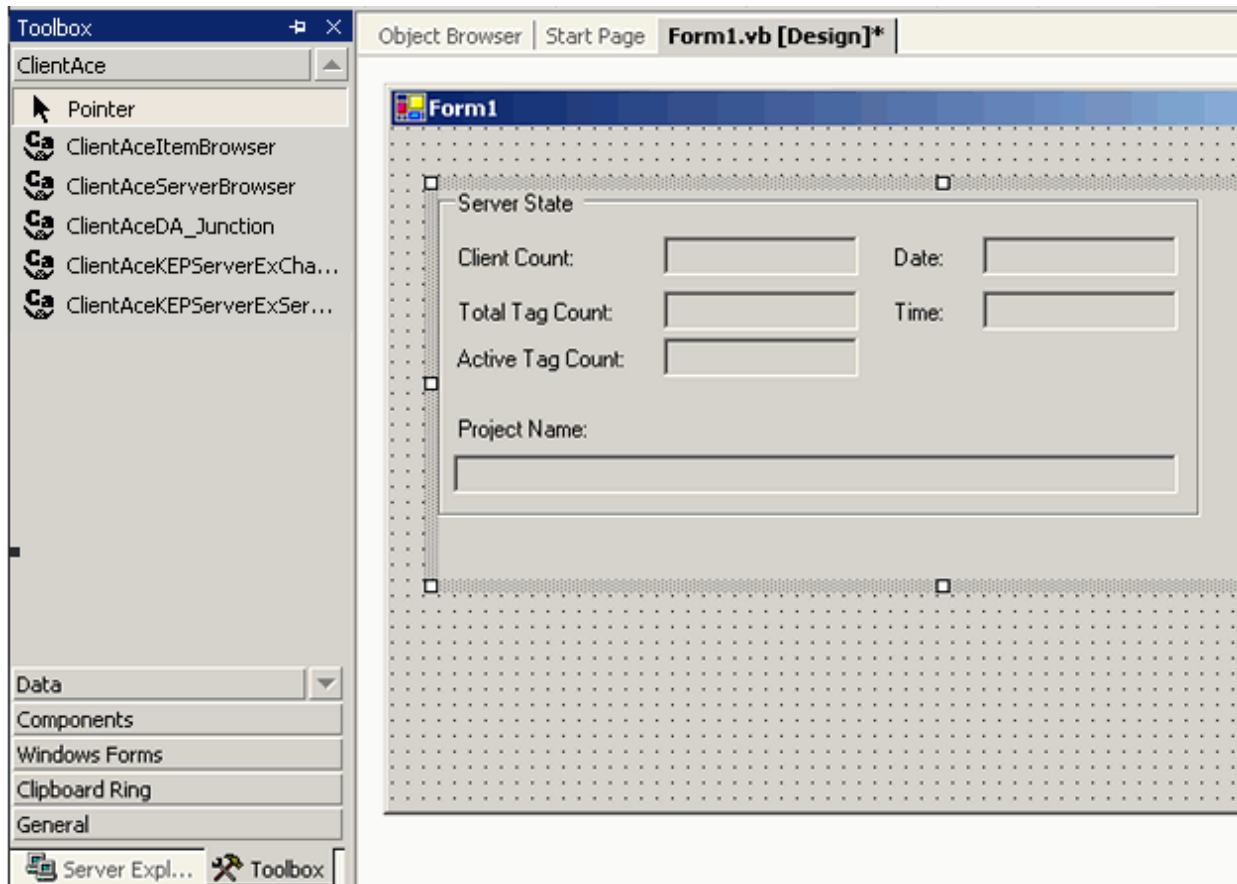 Toolbox
ClientAce
Pointer
ClientAceItemBrowser
ClientAceServerBrowser
ClientAceDA_Junction
ClientAceKEPServerExCha...
ClientAceKEPServerExSer...
Data
Components
Windows Forms
Clipboard Ring
General
Server Expl...
Toolbox
Object Browser
Start Page
Form1.vb [Design]*
Form1
Server State
Client Count:
Date:
Total Tag Count:
Time:
Active Tag Count:
Project Name: